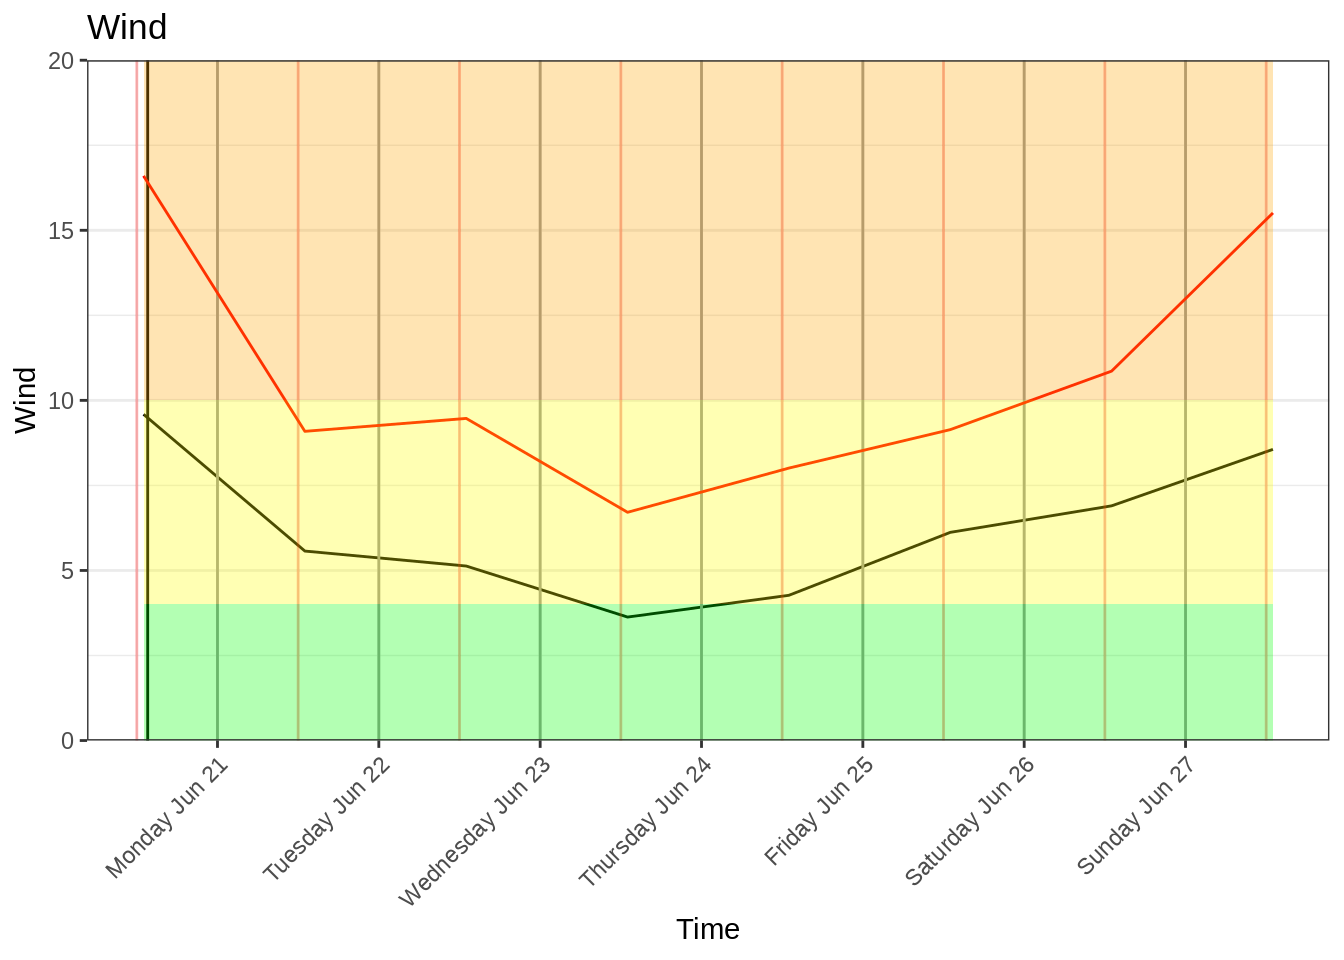 Wind
20
15
10
5
0
Wind
Monday Jun 21
Tuesday Jun 22
Wednesday Jun 23
Thursday Jun 24
Friday Jun 25
Saturday Jun 26
Sunday Jun 27
Time